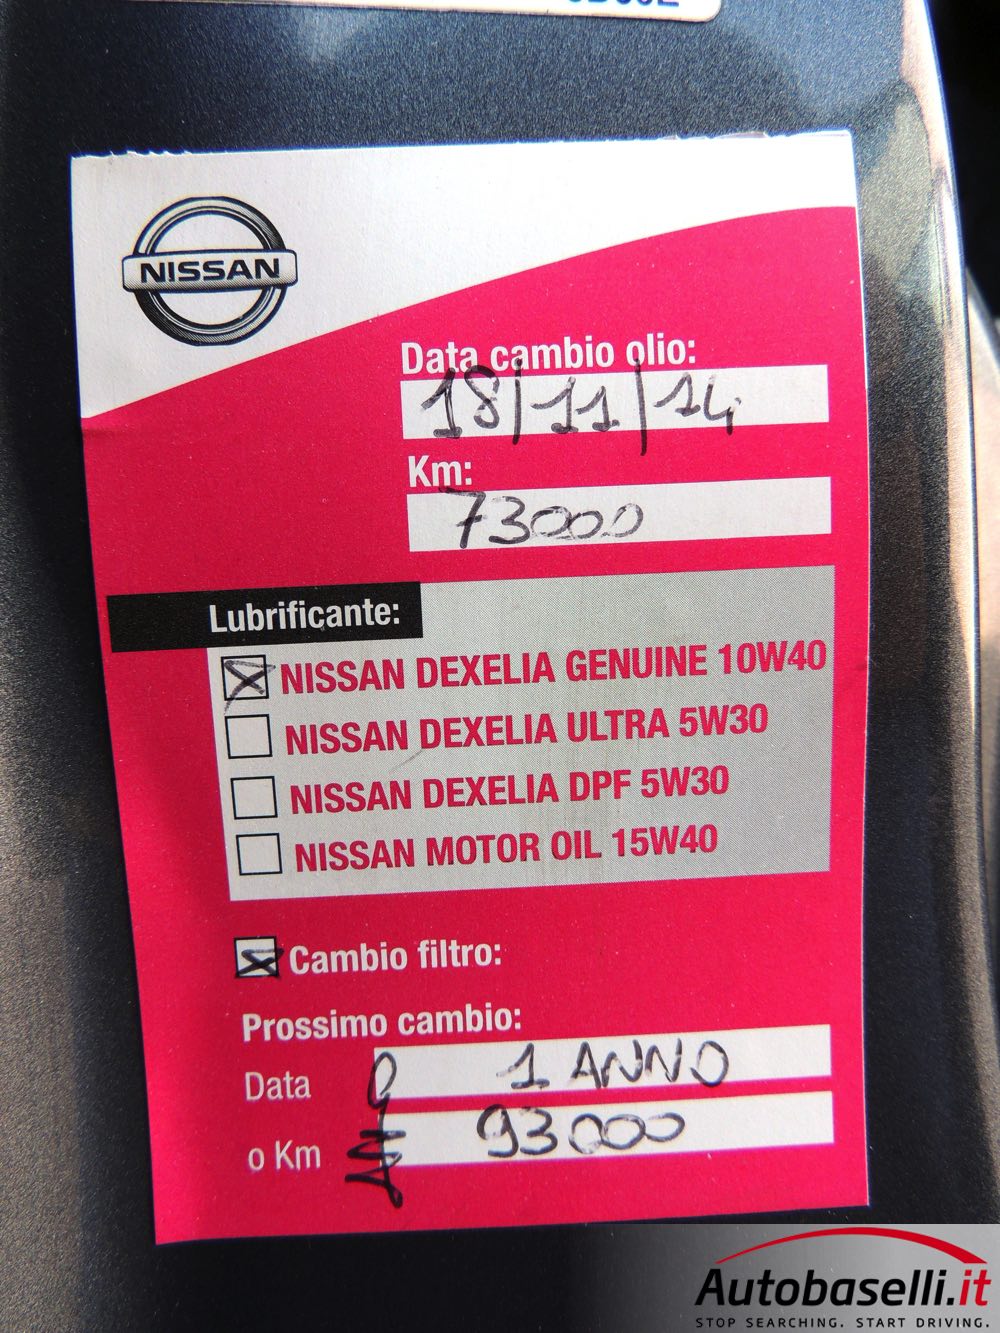 NISSAN
Data cambio olio:
18/11/14
Km:
73000
Lubrificante:
NISSAN DEXELIA GENUINE 10W40
NISSAN DEXELIA ULTRA 5W30
NISSAN DEXELIA DPF 5W30
NISSAN MOTOR OIL 15W40
Cambio filtro:
Prossimo cambio:
Data 1 ANNO
o Km 93000
Autobaselli.it
STOP SEARCHING. START DRIVING.